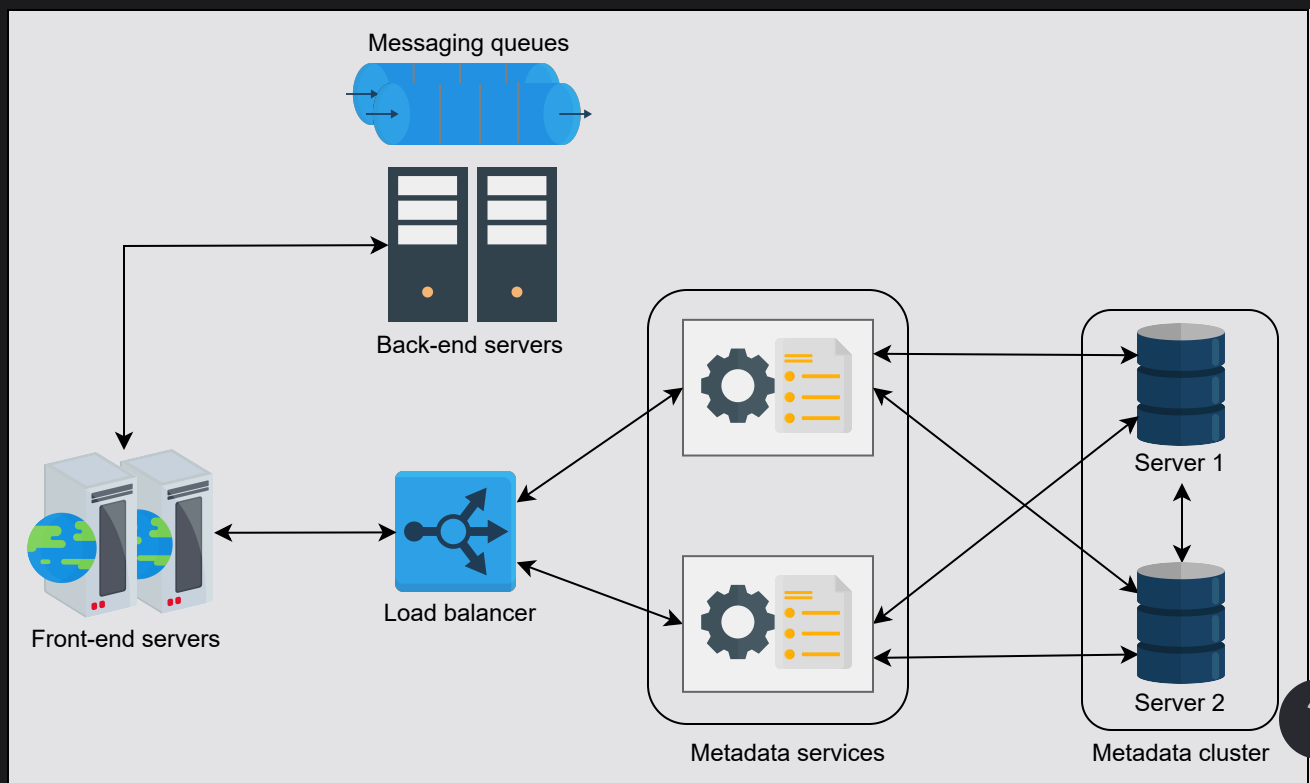 Messaging queues
Back-end servers
Front-end servers
Load balancer
Metadata services
Server 1
Server 2
Metadata cluster